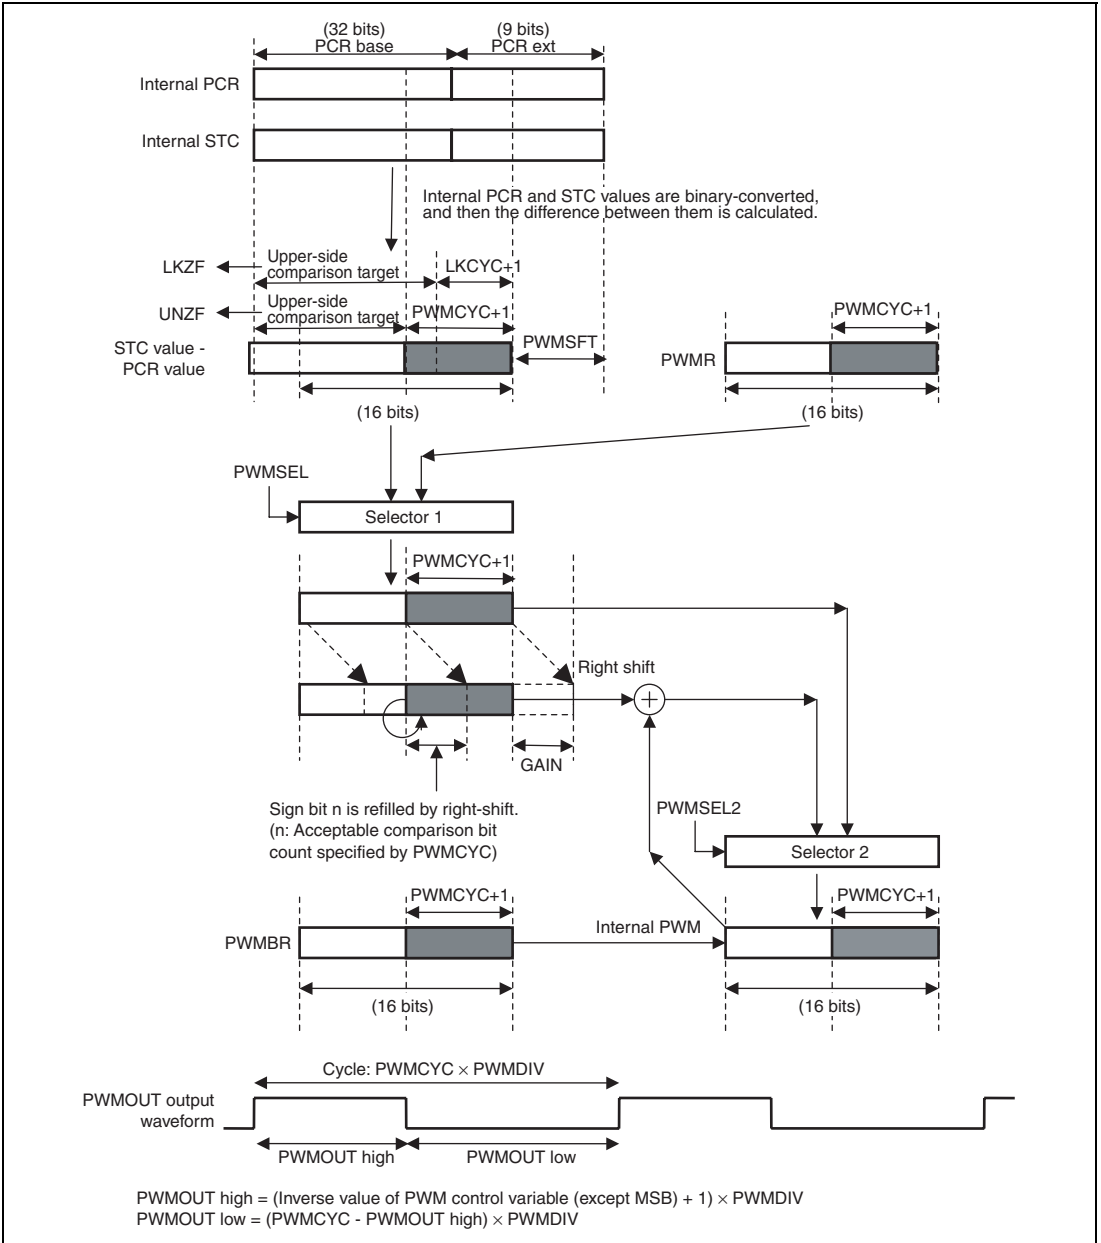 (32 bits)
PCR base
(9 bits)
PCR ext
Internal PCR
Internal STC
Internal PCR and STC values are binary-converted,
and then the difference between them is calculated.
LKZF
Upper-side
comparison target
LKCYC+1
UNZF
Upper-side
comparison target
PWMCYC+1
PWMCYC+1
STC value -
PCR value
PWMSFT
PWMR
(16 bits)
(16 bits)
PWMSEL
Selector 1
PWMCYC+1
Right shift
+
GAIN
Sign bit n is refilled by right-shift.
(n: Acceptable comparison bit
count specified by PWMCYC)
PWMSEL2
Selector 2
PWMCYC+1
PWMCYC+1
PWMBR
Internal PWM
(16 bits)
(16 bits)
Cycle: PWMCYC × PWMDIV
PWMOUT output
waveform
PWMOUT high
PWMOUT low
PWMOUT high = (Inverse value of PWM control variable (except MSB) + 1) × PWMDIV
PWMOUT low = (PWMCYC - PWMOUT high) × PWMDIV